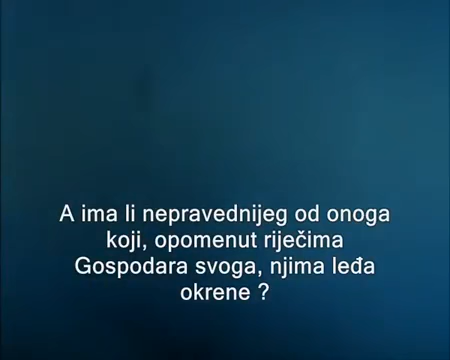 A ima li nepravednijeg od onoga
koji, opomenut riječima
Gospodara svoga, njima leđa
okrene ?